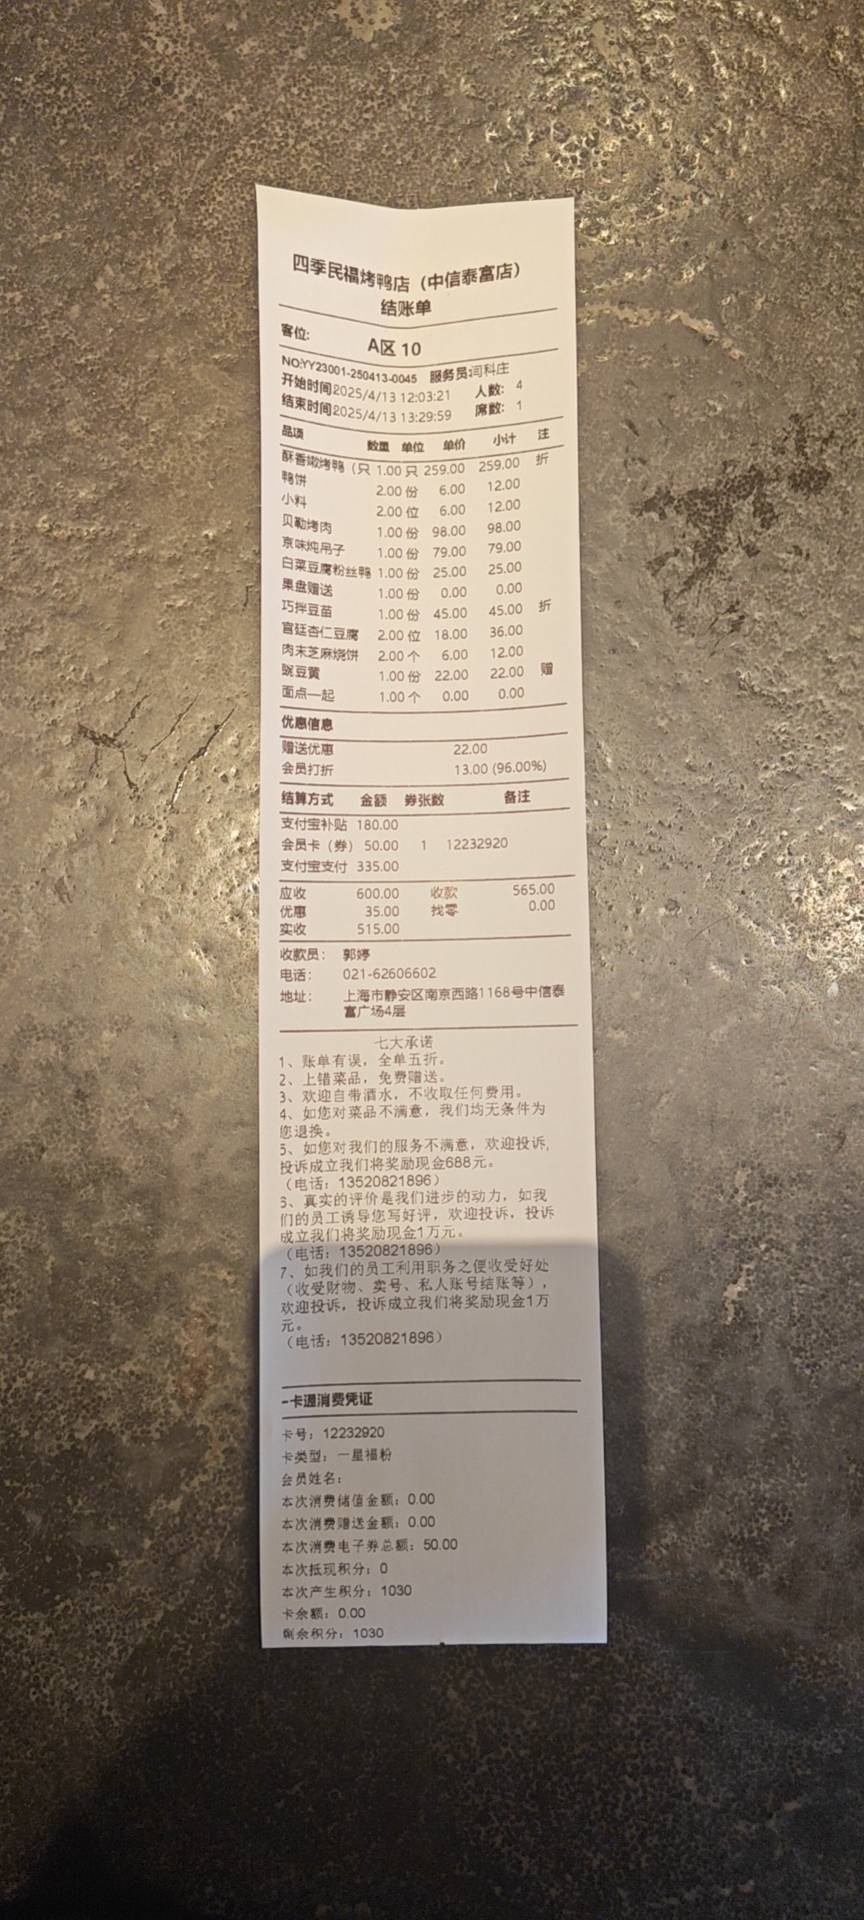 四季民福烤鸭店（中信泰富店）
结账单
客位: A区 10
NO:YY23001-250413-0045 服务员闫科庄
开始时间2025/4/13 12:03:21 人数: 4
结束时间2025/4/13 13:29:59 席数: 1
品项 数量 单位 单价 小计 注
酥香嫩烤鸭（只 1.00 只 259.00 259.00 折
鸭饼 2.00 份 6.00 12.00
小料 2.00 位 6.00 12.00
贝勒烤肉 1.00 份 98.00 98.00
京味炖吊子 1.00 份 79.00 79.00
白菜豆腐粉丝鸭 1.00 份 25.00 25.00
果盘赠送 1.00 份 0.00 0.00
巧拌豆苗 1.00 份 45.00 45.00 折
宫廷杏仁豆腐 2.00 位 18.00 36.00
肉末芝麻烧饼 2.00 个 6.00 12.00
豌豆黄 1.00 份 22.00 22.00 赠
面点一起 1.00 个 0.00 0.00
优惠信息
赠送优惠 22.00
会员打折 13.00 (96.00%)
结算方式 金额 券张数 备注
支付宝补贴 180.00
会员卡（券） 50.00 1 12232920
支付宝支付 335.00
应收 600.00 收款 565.00
优惠 35.00 找零 0.00
实收 515.00
收款员: 郭婷
电话: 021-62606602
地址: 上海市静安区南京西路1168号中信泰
富广场4层
七大承诺
1、账单有误，全单五折。
2、上错菜品，免费赠送。
3、欢迎自带酒水，不收取任何费用。
4、如您对菜品不满意，我们均无条件为
您退换。
5、如您对我们的服务不满意，欢迎投诉，
投诉成立我们将奖励现金688元。
（电话：13520821896）
6、真实的评价是我们进步的动力，如我
们的员工诱导您写好评，欢迎投诉，投诉
成立我们将奖励现金1万元。
（电话：13520821896）
7、如我们的员工利用职务之便收受好处
（收受财物、卖号、私人账号结账等），
欢迎投诉，投诉成立我们将奖励现金1万
元。
（电话：13520821896）
一卡通消费凭证
卡号：12232920
卡类型：一星福粉
会员姓名：
本次消费储值金额：0.00
本次消费赠送金额：0.00
本次消费电子券总额：50.00
本次抵现积分：0
本次产生积分：1030
卡余额：0.00
剩余积分：1030